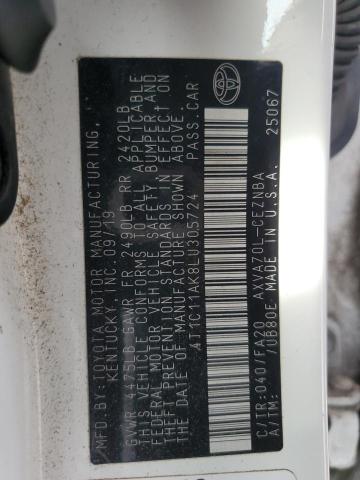 MFD. BY: TOYOTA MOTOR MANUFACTURING
KENTUCKY, INC. 09/19
GVWR 4475LB GAWR FR 2490LB RR 2420LB
THIS VEHICLE CONFORMS TO ALL APPLICABLE
FEDERAL MOTOR VEHICLE SAFETY, BUMPER, AND
THEFT PREVENTION STANDARDS IN EFFECT ON
THE DATE OF MANUFACTURE SHOWN ABOVE.
4T1C11AK8LU305724 PASS.CAR
C/TR: 040/FA20 AXVA70L-CEZNBA
A/TM: /UB80E MADE IN U.S.A. 25067